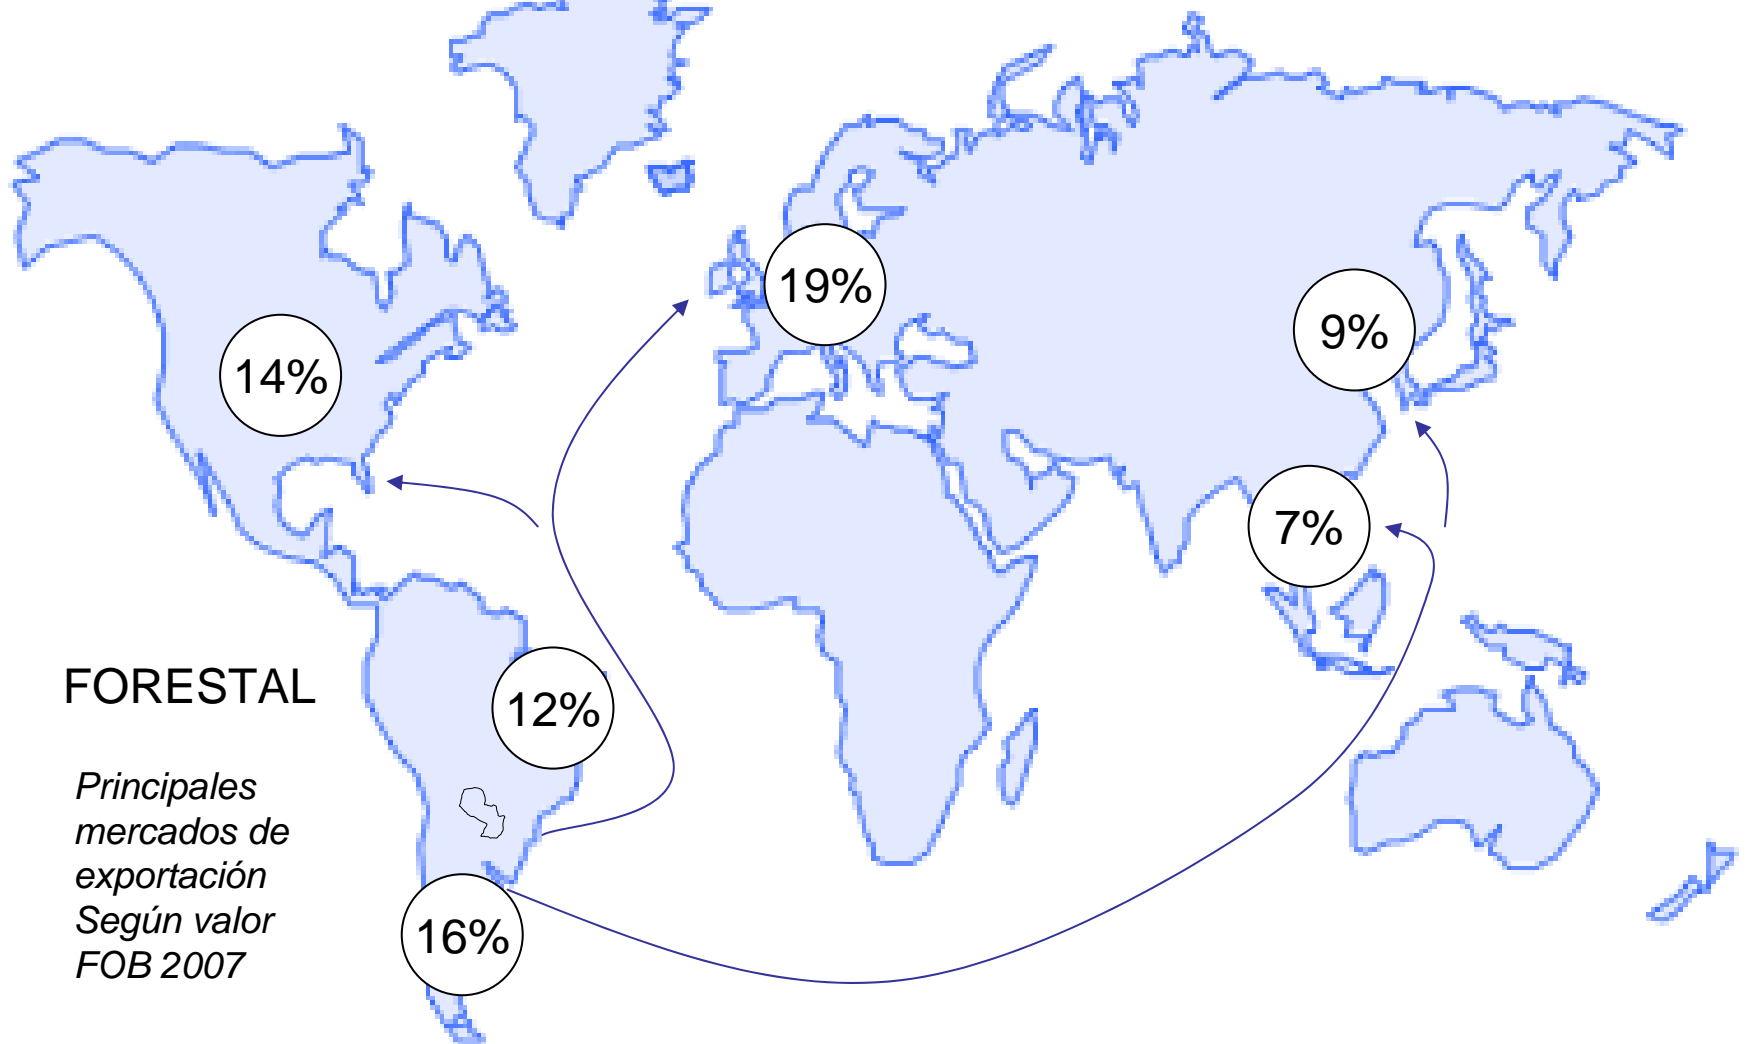 19%
9%
14%
7%
12%
FORESTAL
Principales
mercados de
exportación
Según valor
FOB 2007
16%